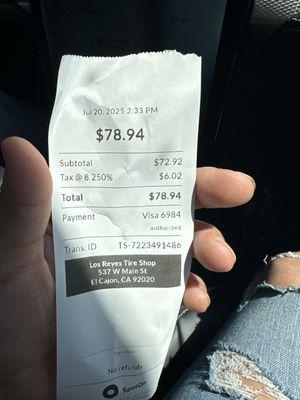 Jul 20, 2025 2:33 PM
$78.94
Subtotal $72.92
Tax @ 8.250% $6.02
Total $78.94
Payment Visa 6984
authorized
Trans. ID TS-7223491486
Los Reyes Tire Shop
537 W Main St
El Cajon, CA 92020
No refunds
SpotOn